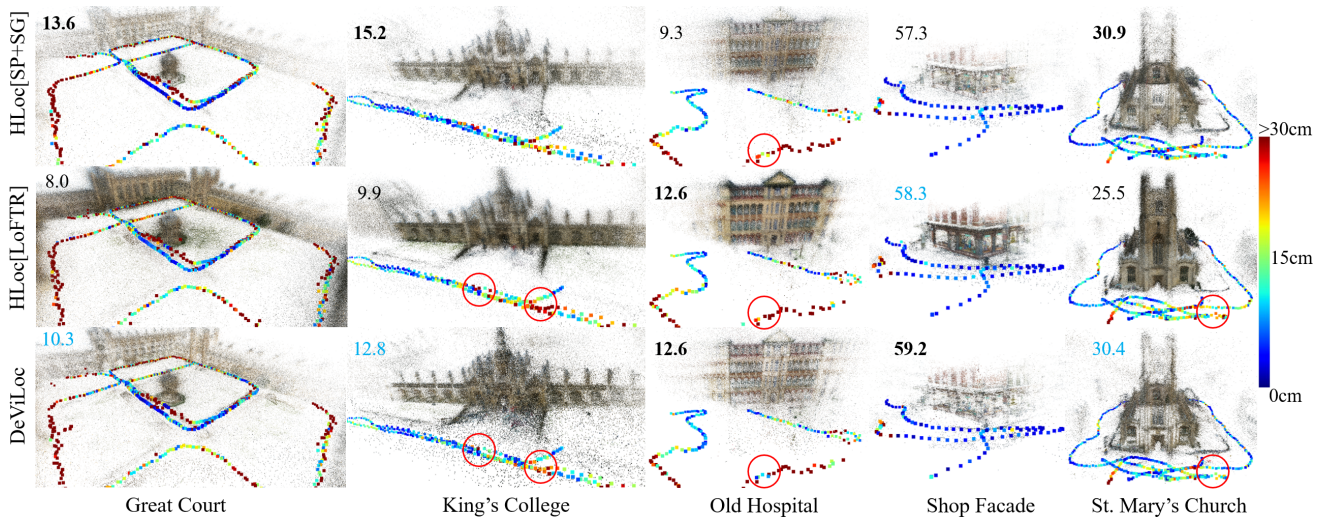 HLoc[SP+SG]
13.6
15.2
9.3
57.3
30.9
>30cm
15cm
0cm
HLoc[LoFTR]
8.0
9.9
12.6
58.3
25.5
DeViLoc
10.3
12.8
12.6
59.2
30.4
Great Court
King's College
Old Hospital
Shop Facade
St. Mary's Church